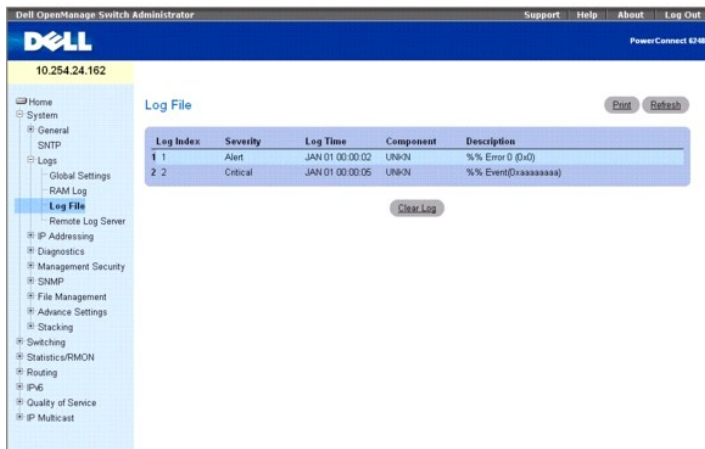 Dell OpenManage Switch Administrator Support Help About Log Out
DELL
PowerConnect 6248
10.254.24.162
Home
System
General
SNTP
Logs
Global Settings
RAM Log
Log File
Remote Log Server
IP Addressing
Diagnostics
Management Security
SNMP
File Management
Advance Settings
Stacking
Switching
Statistics/RMON
Routing
IPv6
Quality of Service
IP Multicast
Log File
Print Refresh
Log Index Severity Log Time Component Description
1 1 Alert JAN 01 00:00:02 UNKN %% Error 0 (0x0)
2 2 Critical JAN 01 00:00:05 UNKN %% Event(0xaaaaaaaa)
Clear Log